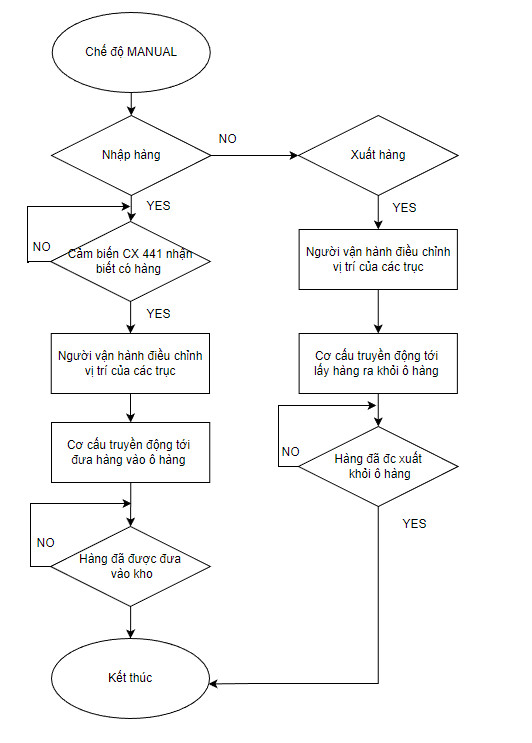 Chế độ MANUAL
Nhập hàng
NO
Xuất hàng
YES
YES
NO
Cảm biến CX 441 nhận
biết có hàng
Người vận hành điều chỉnh
vị trí của các trục
YES
Người vận hành điều chỉnh
vị trí của các trục
Cơ cấu truyền động tới
lấy hàng ra khỏi ô hàng
Cơ cấu truyền động tới
đưa hàng vào ô hàng
NO
Hàng đã đc xuất
khỏi ô hàng
YES
NO
Hàng đã được đưa
vào kho
Kết thúc